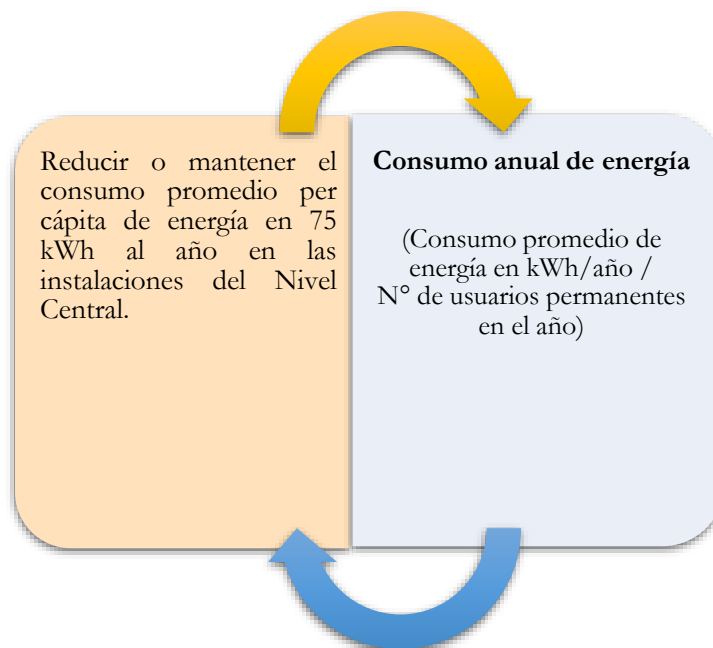 Reducir o mantener el
consumo promedio per
cápita de energía en 75
kWh al año en las
instalaciones del Nivel
Central.
Consumo anual de energía
(Consumo promedio de
energía en kWh/año /
N° de usuarios permanentes
en el año)